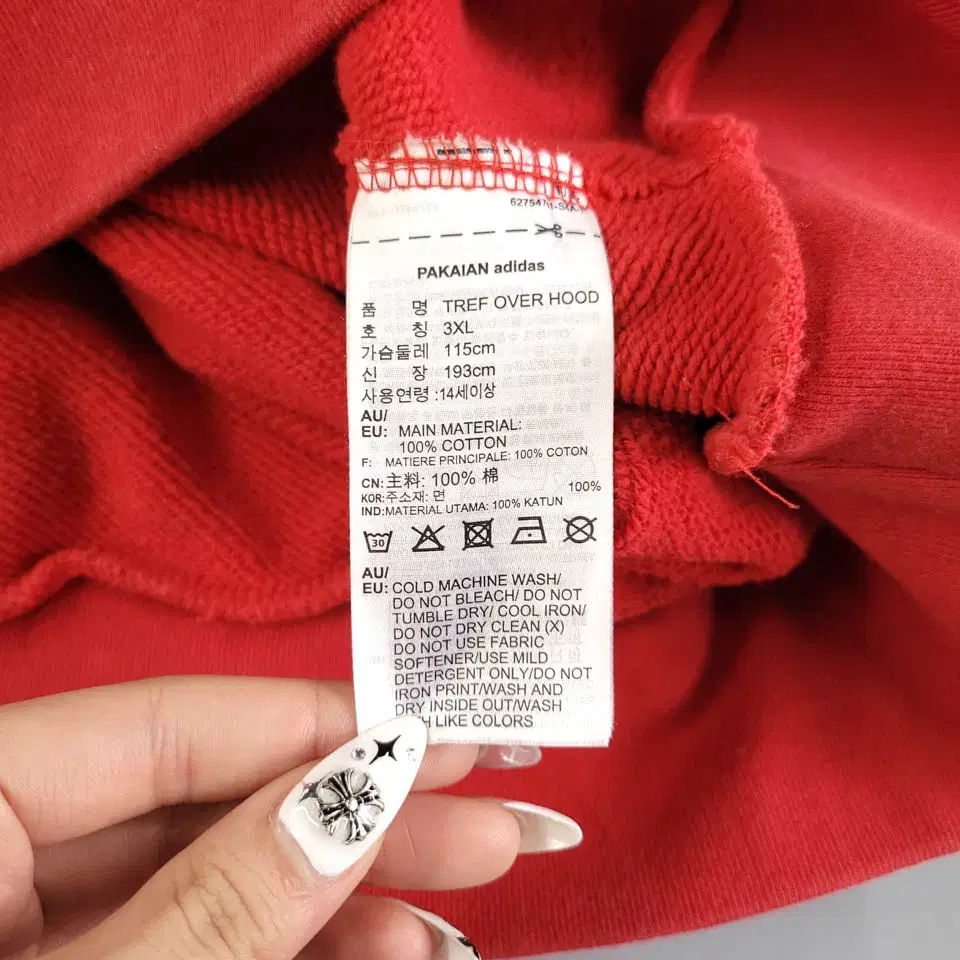 PAKAIAN adidas
품 명 TREF OVER HOOD
호 칭 3XL
가슴둘레 115cm
신 장 193cm
사용연령 :14세이상
AU/
EU: MAIN MATERIAL:
100% COTTON
F: MATIERE PRINCIPALE: 100% COTON
CN: 主料: 100% 棉
KOR:주소재: 면 100%
IND:MATERIAL UTAMA: 100% KATUN
30
AU/
EU: COLD MACHINE WASH/
DO NOT BLEACH/ DO NOT
TUMBLE DRY/ COOL IRON/
DO NOT DRY CLEAN (X)
DO NOT USE FABRIC
SOFTENER/USE MILD
DETERGENT ONLY/DO NOT
IRON PRINT/WASH AND
DRY INSIDE OUT/WASH
LIKE COLORS